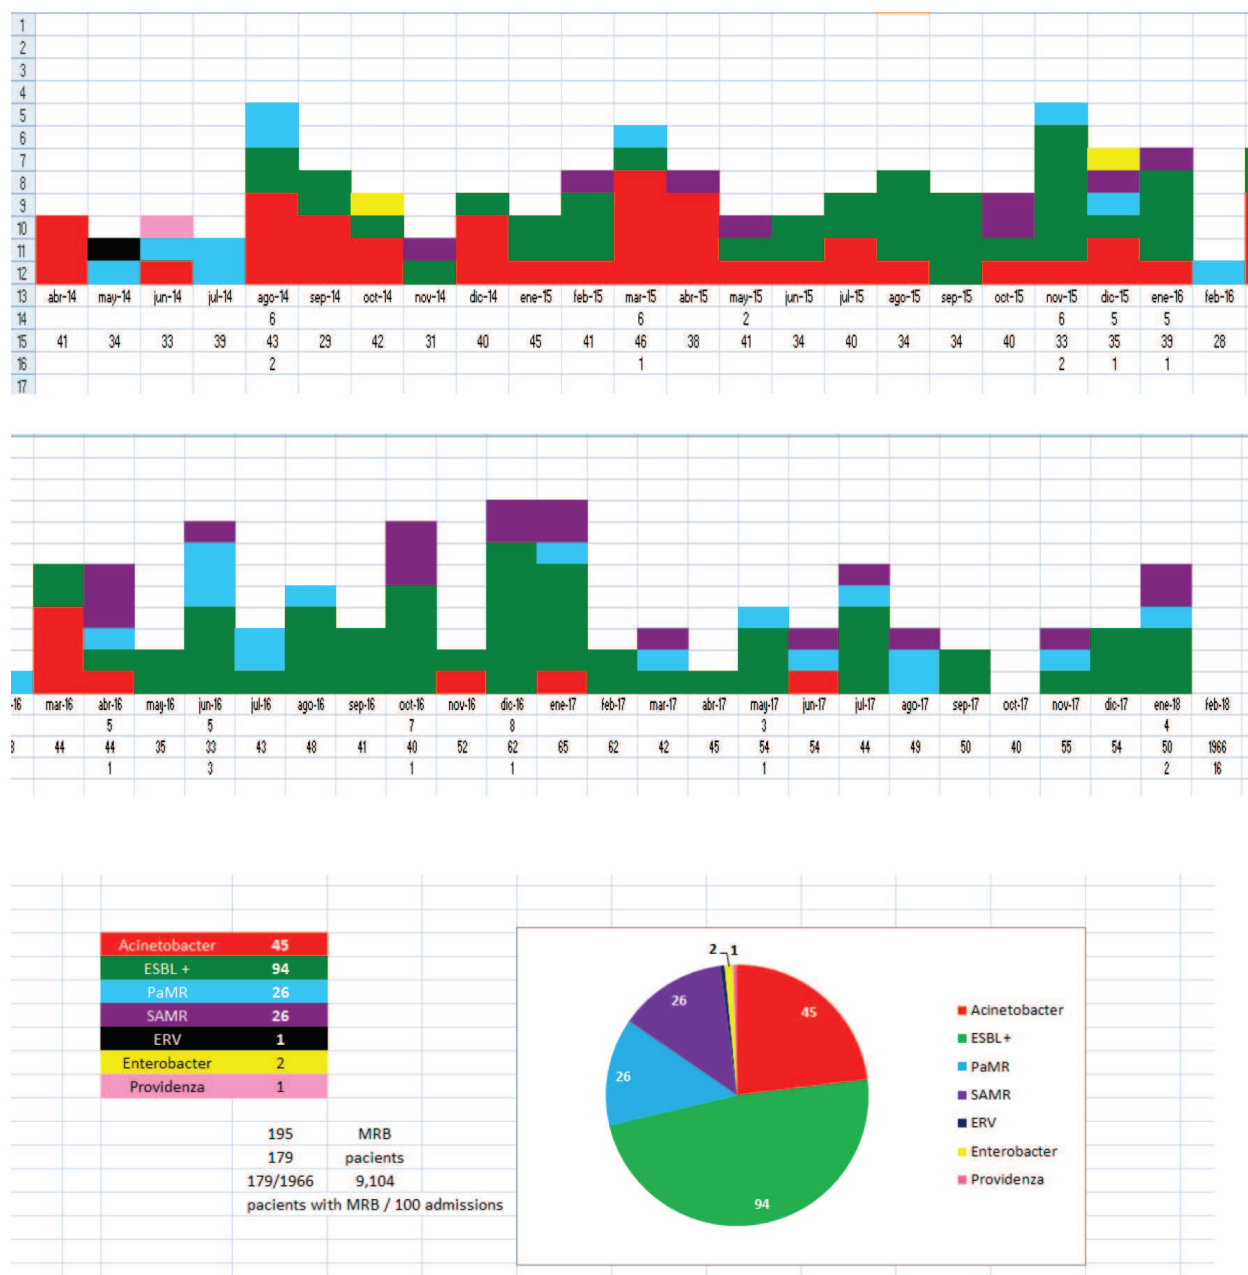 1
2
3
4
5
6
7
8
9
10
11
12
13 abr-14 may-14 jun-14 jul-14 ago-14 sep-14 oct-14 nov-14 dic-14 ene-15 feb-15 mar-15 abr-15 may-15 jun-15 jul-15 ago-15 sep-15 oct-15 nov-15 dic-15 ene-16 feb-16
14 6 6 2 6 5 5
15 41 34 33 39 43 29 42 31 40 45 41 46 38 41 34 40 34 34 40 33 35 39 28
16 2 1 2 1 1
17
-16 mar-16 abr-16 may-16 jun-16 jul-16 ago-16 sep-16 oct-16 nov-16 dic-16 ene-17 feb-17 mar-17 abr-17 may-17 jun-17 jul-17 ago-17 sep-17 oct-17 nov-17 dic-17 ene-18 feb-18
5 5 7 8 3 4
44 44 35 33 43 48 41 40 52 62 65 62 42 45 54 54 44 49 50 40 55 54 50 1966
1 3 1 1 1 2 16
Acinetobacter 45
ESBL + 94
PaMR 26
SAMR 26
ERV 1
Enterobacter 2
Providenza 1
195 MRB
179 pacients
179/1966 9,104
pacients with MRB / 100 admissions
2 1
26 45
26
94
Acinetobacter
ESBL+
PaMR
SAMR
ERV
Enterobacter
Providenza